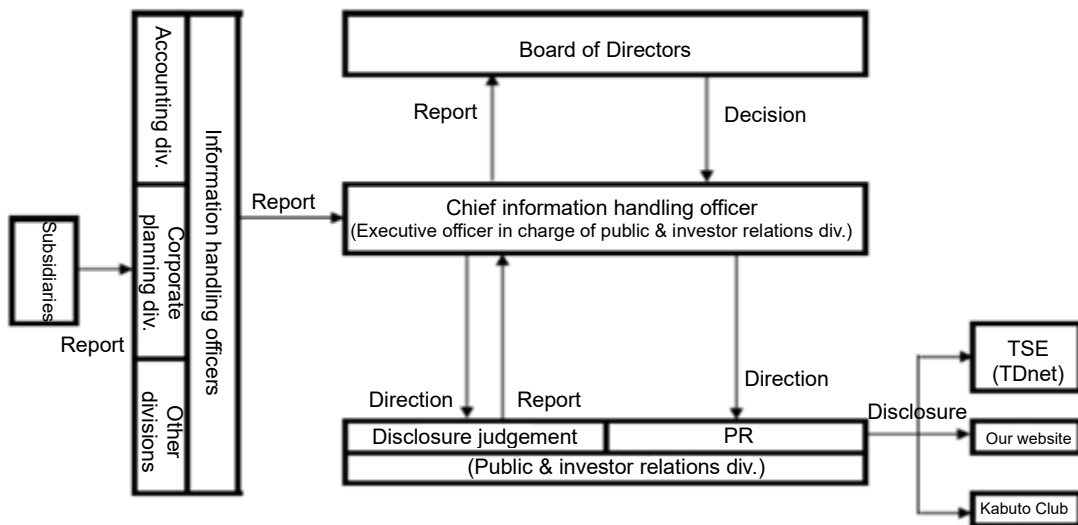 Subsidiaries
Report
Accounting div.
Corporate
planning div.
Other
divisions
Information handling officers
Report
Board of Directors
Report
Decision
Chief information handling officer
(Executive officer in charge of public & investor relations div.)
Direction
Report
Direction
Disclosure judgement
PR
(Public & investor relations div.)
Disclosure
TSE
(TDnet)
Our website
Kabuto Club